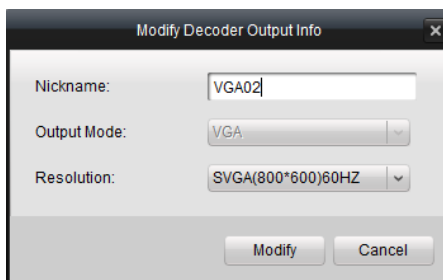 Modify Decoder Output Info
Nickname: VGA02
Output Mode: VGA
Resolution: SVGA(800*600)60HZ
Modify Cancel